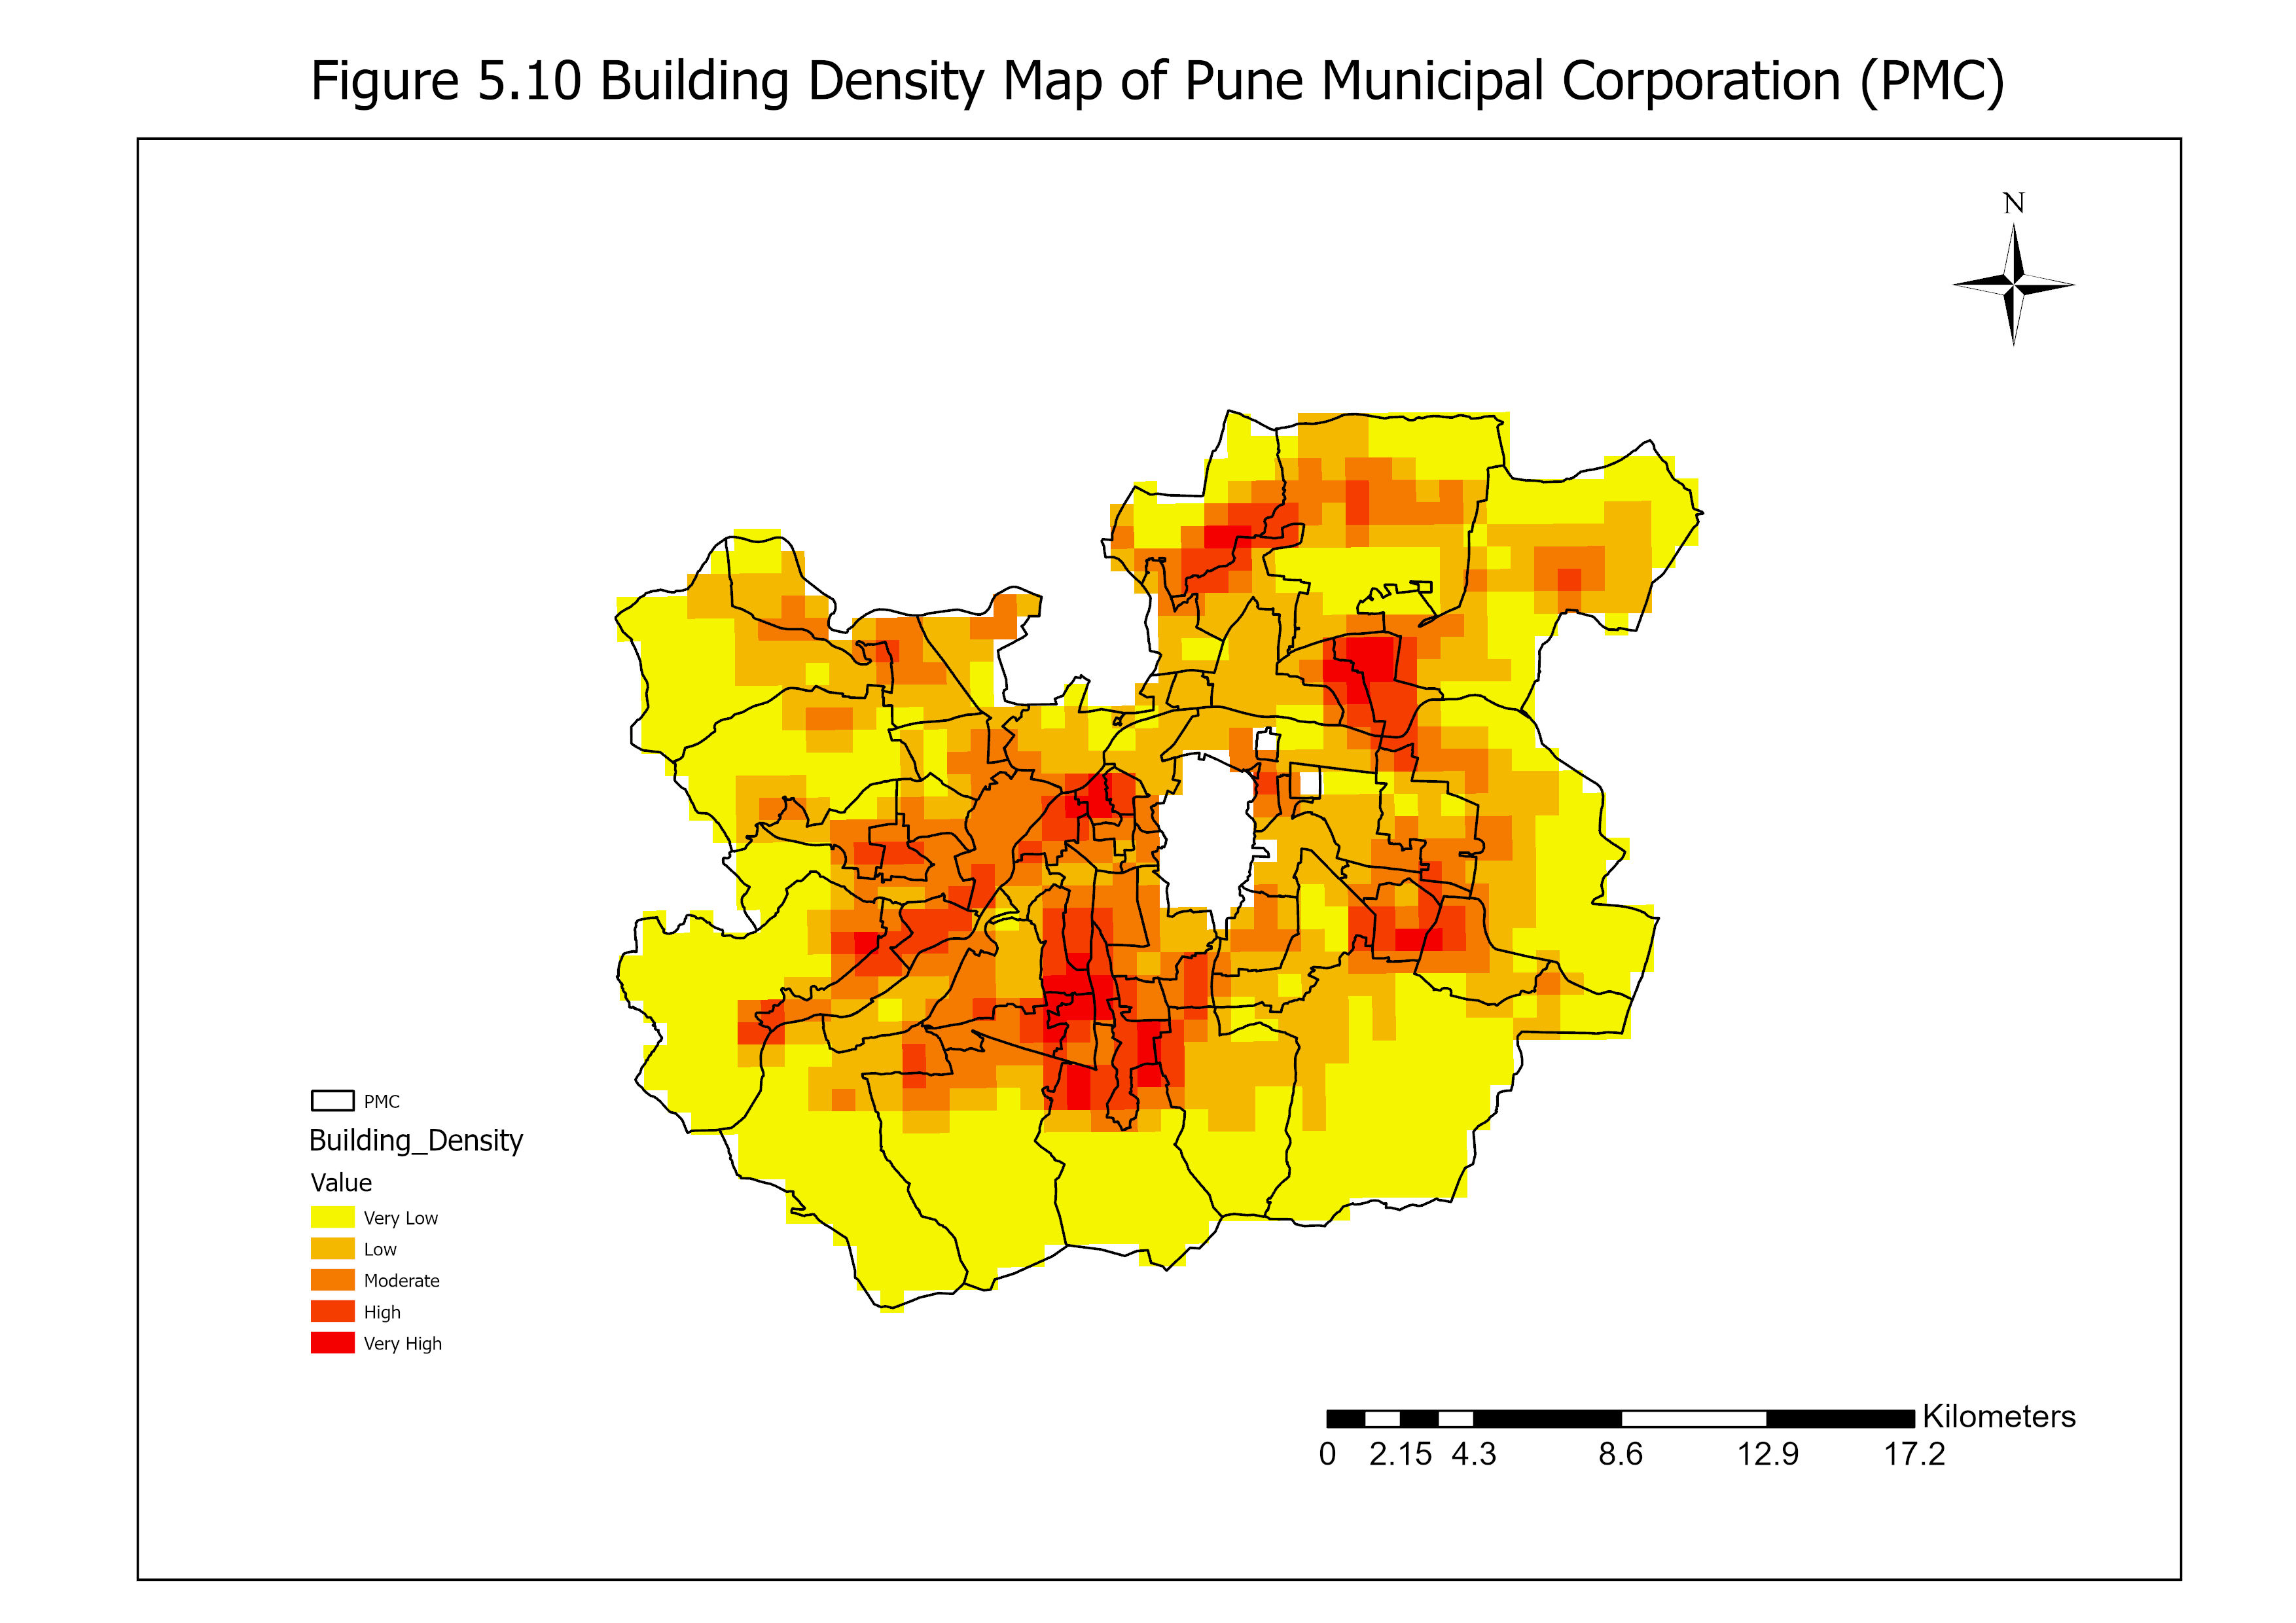 Figure 5.10 Building Density Map of Pune Municipal Corporation (PMC)
N
PMC
Building_Density
Value
Very Low
Low
Moderate
High
Very High
Kilometers
0 2.15 4.3 8.6 12.9 17.2